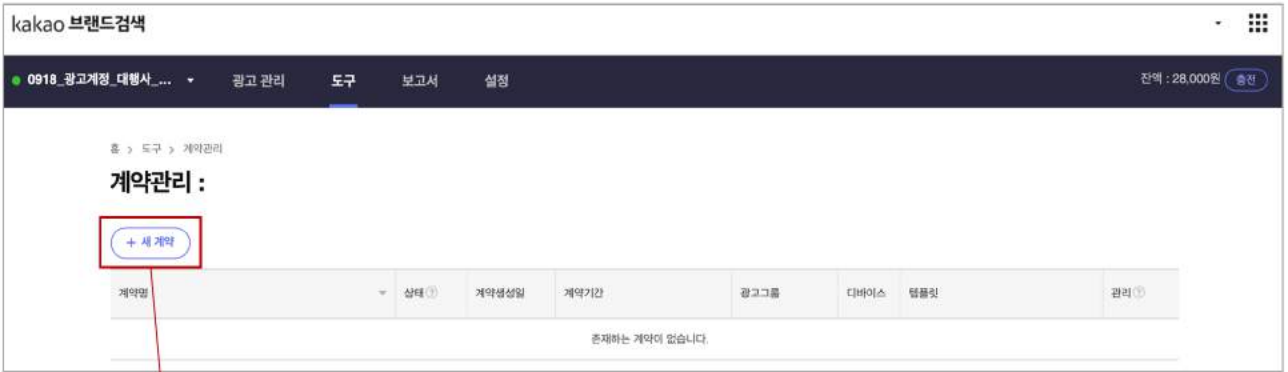 kakao 브랜드검색
0918_광고계정_대행사_... 광고 관리 도구 보고서 설정 잔액 : 28,000원 충전
홈 > 도구 > 계약관리
계약관리 :
+ 새 계약
계약명 상태 ? 계약생성일 계약기간 광고그룹 디바이스 템플릿 관리 ?
존재하는 계약이 없습니다.